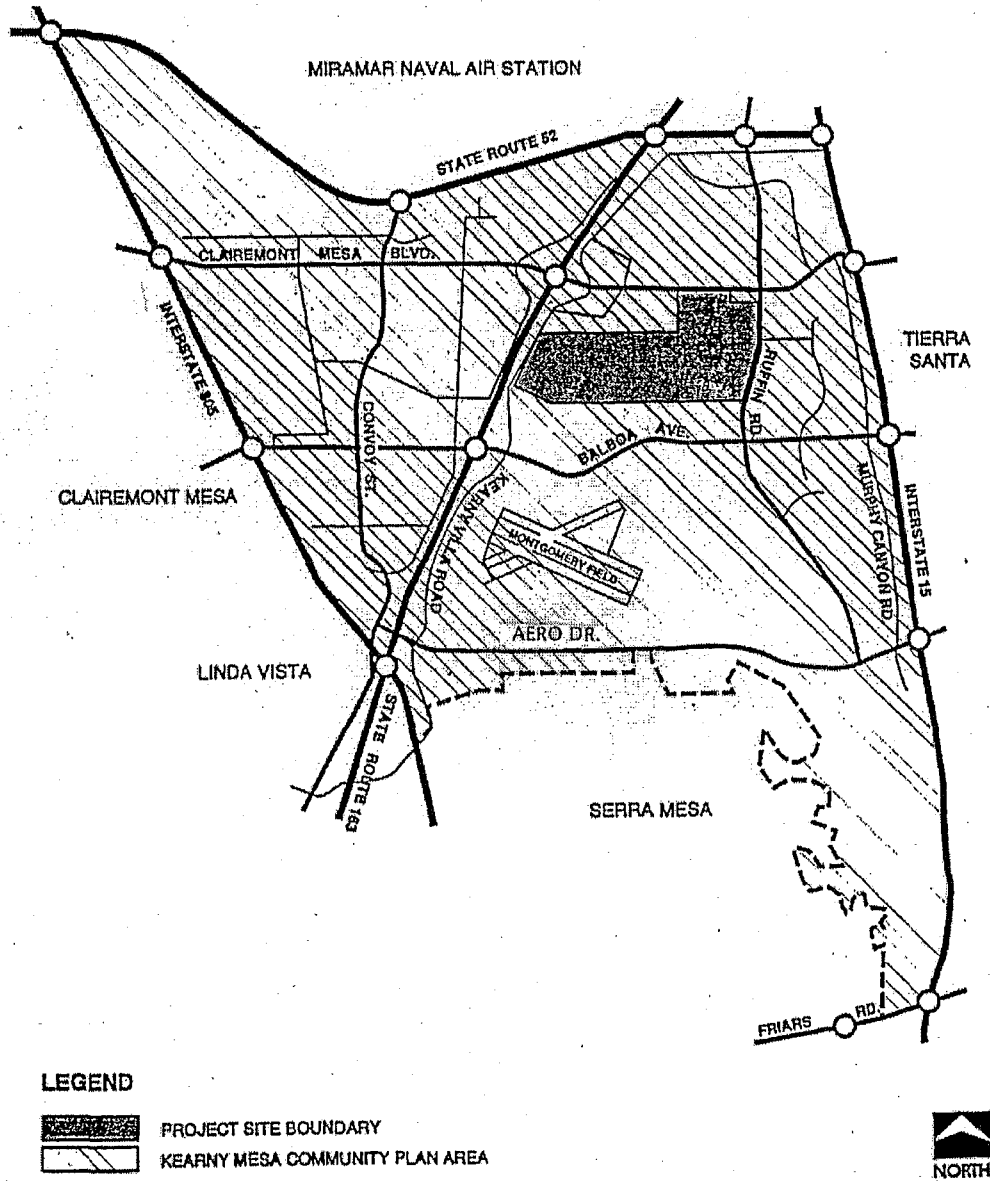 MIRAMAR NAVAL AIR STATION
STATE ROUTE 52
CLAIREMONT MESA BLVD.
INTERSTATE 805
TIERRA
SANTA
RUFFIN RD
CONVOY ST.
BALBOA AVE.
CLAIREMONT MESA
KEARNY VILLA ROAD
MONTGOMERY FIELD
MURPHY CANYON RD
INTERSTATE 15
AERO DR.
LINDA VISTA
STATE ROUTE 163
SERRA MESA
FRIARS RD.
LEGEND
PROJECT SITE BOUNDARY
KEARNY MESA COMMUNITY PLAN AREA
NORTH